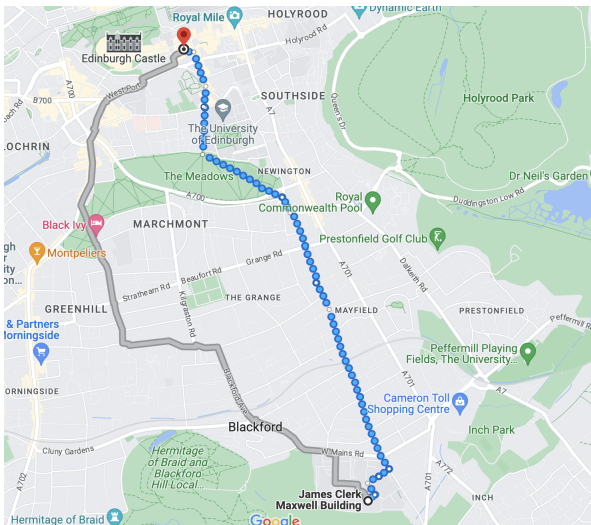 HOLYROOD
Dynamic Earth
Royal Mile
Holyrood Rd
Edinburgh Castle
A700
West Port
B700
SOUTHSIDE
Queen's Dr
Holyrood Park
A7
The University
of Edinburgh
LOCHRIN
The Meadows
NEWINGTON
Dr Neil's Garden
A700
Royal
Commonwealth Pool
Duddingston Low Rd
Black Ivy
MARCHMONT
Prestonfield Golf Club
Montpeliers
Grange Rd
A701
Dalkeith Rd
Beaufort Rd
Strathearn Rd
THE GRANGE
Kilgraston Rd
GREENHILL
MAYFIELD
PRESTONFIELD
& Partners
Morningside
Peffermill Playing
Fields, The University...
Blackford Ave
A701
A7
Cameron Toll
Shopping Centre
Blackford
Inch Park
Cluny Gardens
W Mains Rd
Hermitage
of Braid and
Blackford
Hill Local...
A702
A701
A772
James Clerk
Maxwell Building
INCH
Hermitage of Braid
Google